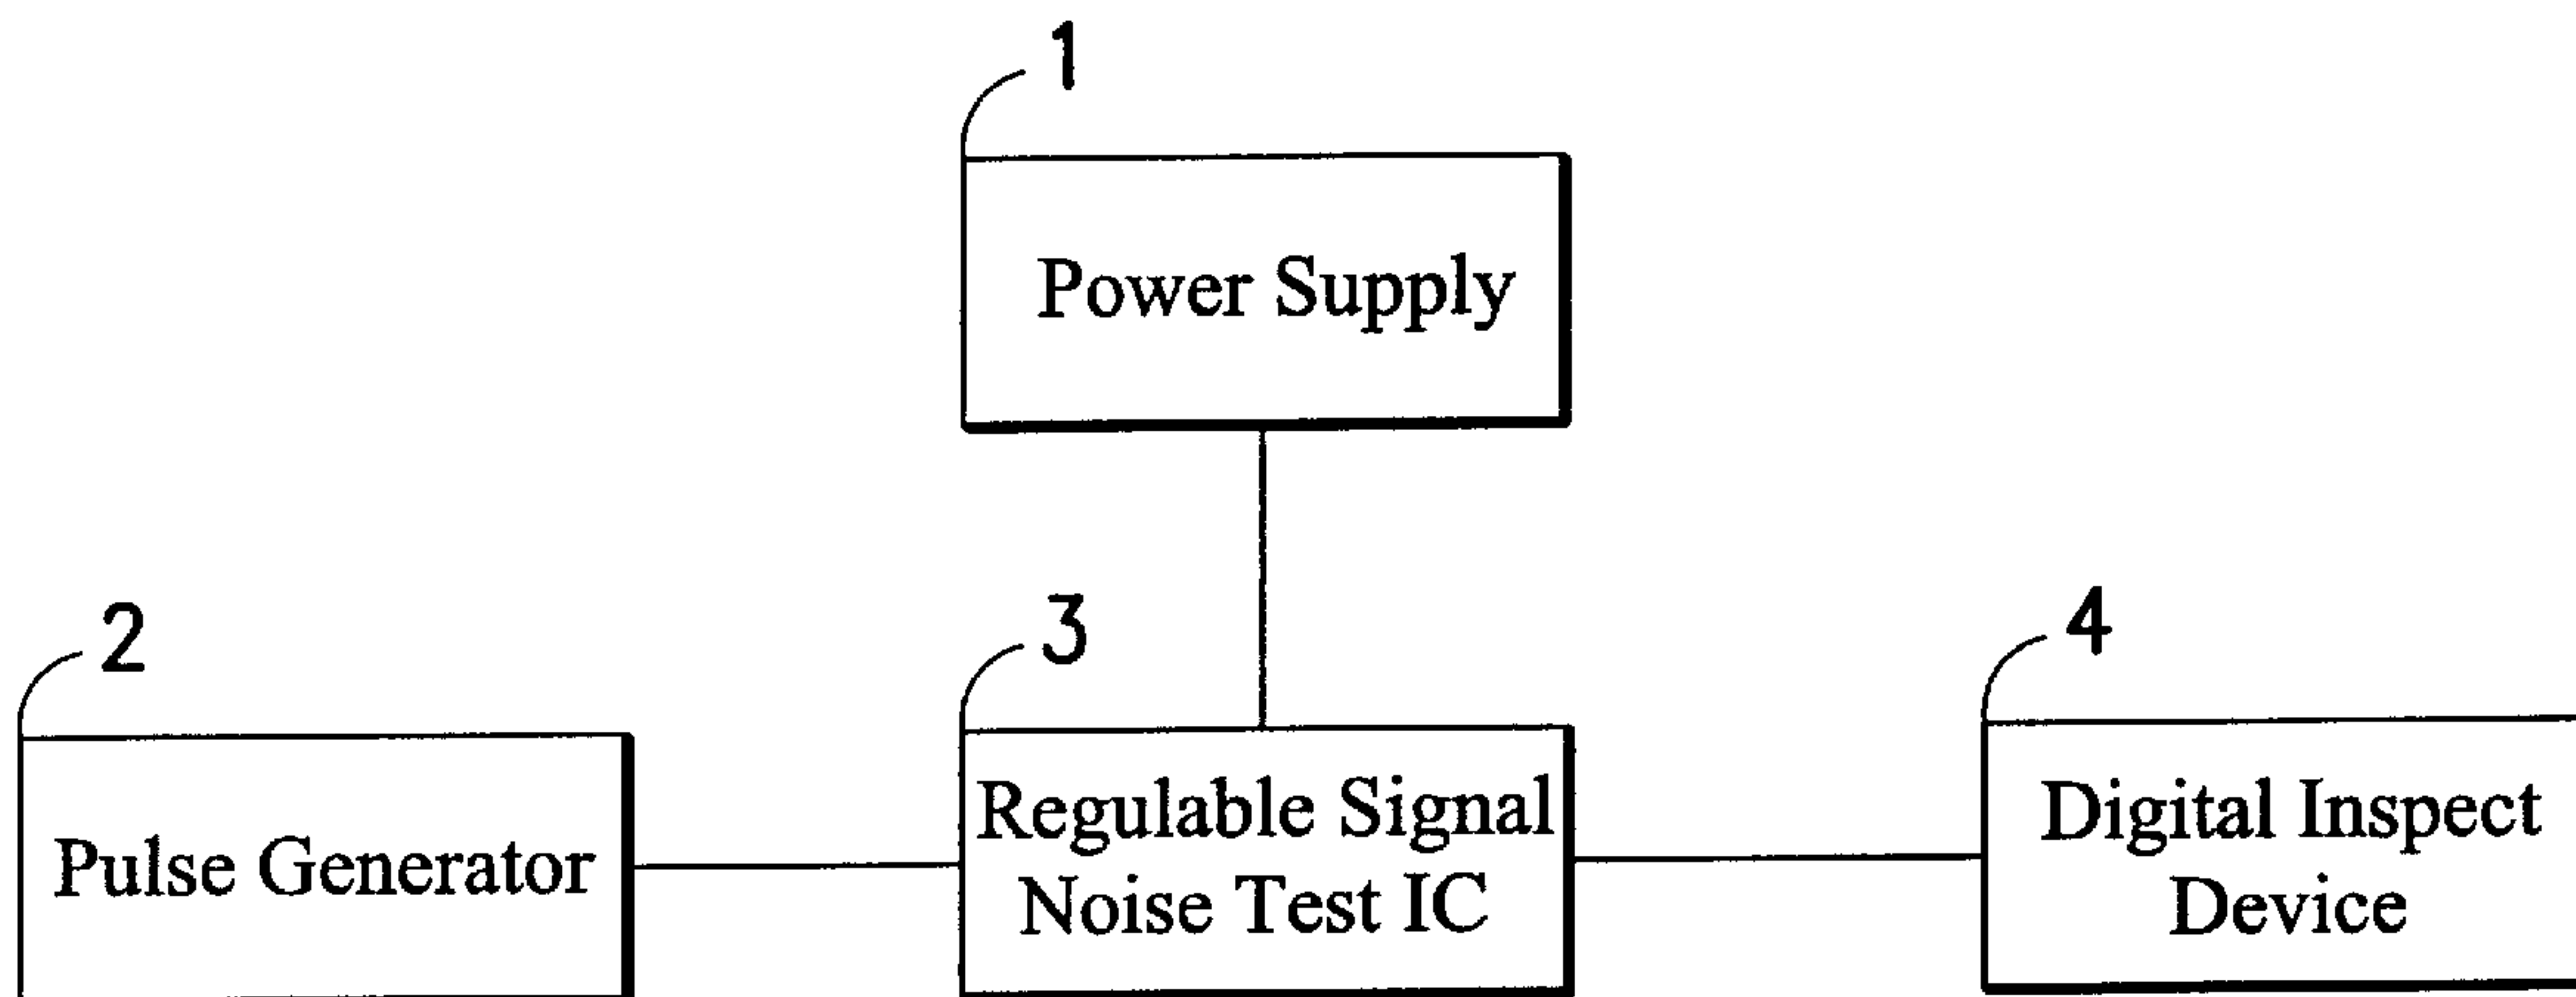 1
Power Supply
2
Pulse Generator
3
Regulable Signal
Noise Test IC
4
Digital Inspect
Device